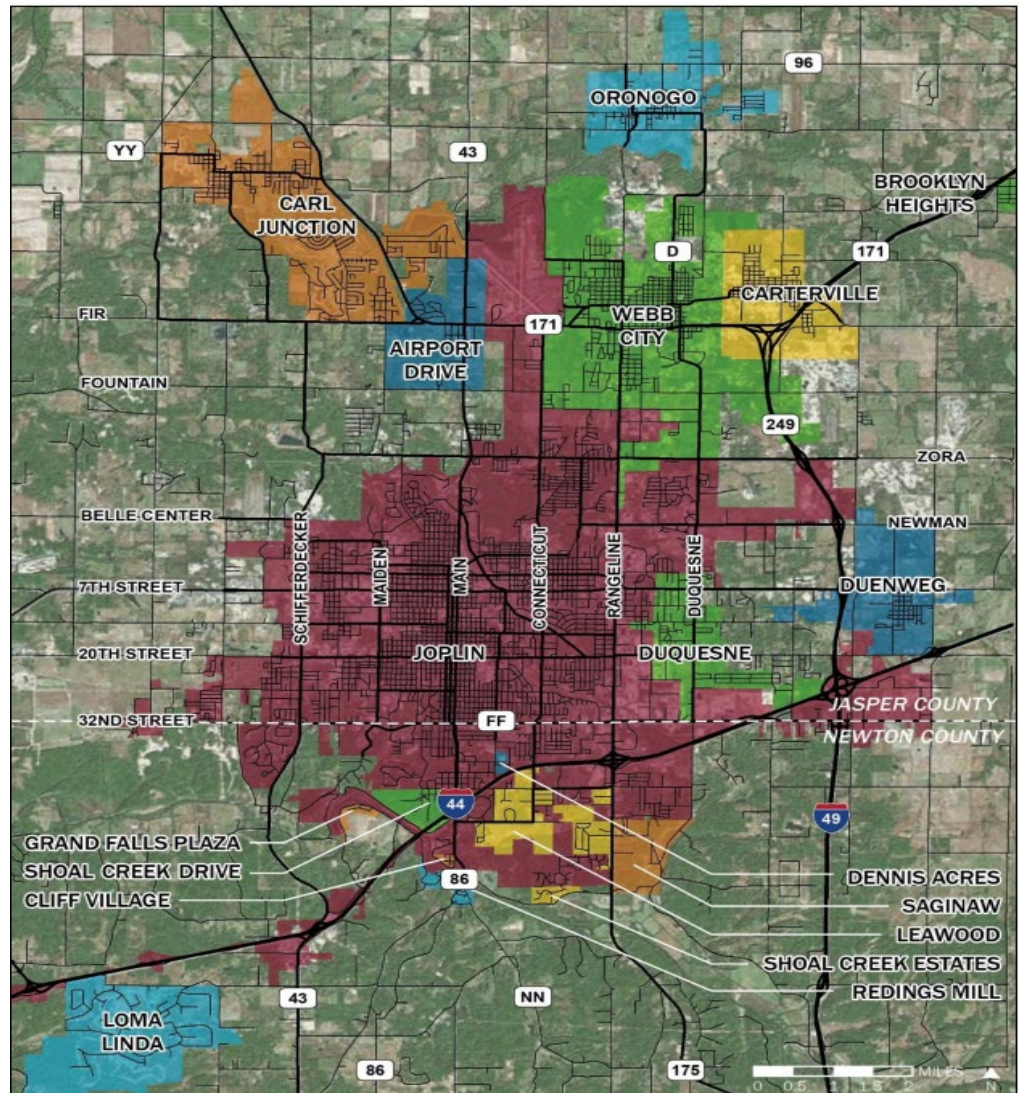 96
ORONOGO
YY
43
BROOKLYN
HEIGHTS
CARL
JUNCTION
D
171
CARTERVILLE
FIR
171
WEBB
CITY
AIRPORT
DRIVE
FOUNTAIN
249
ZORA
BELLE CENTER
NEWMAN
SCHIFFERDECKER
MAIDEN
MAIN
CONNECTICUT
RANGELINE
DUQUESNE
7TH STREET
DUENWEG
20TH STREET
JOPLIN
DUQUESNE
JASPER COUNTY
32ND STREET
FF
NEWTON COUNTY
44
49
GRAND FALLS PLAZA
SHOAL CREEK DRIVE
CLIFF VILLAGE
86
DENNIS ACRES
SAGINAW
LEAWOOD
SHOAL CREEK ESTATES
REDINGS MILL
43
NN
LOMA
LINDA
86
175
MILES
0 0.5 1 1.5 2
N